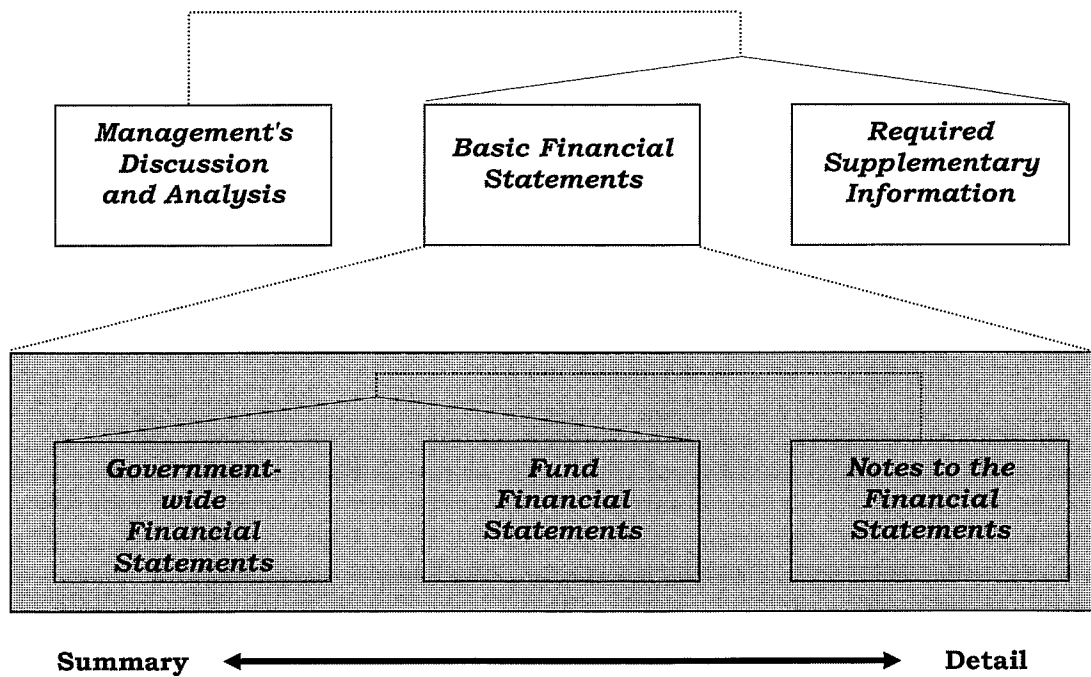 Management's
Discussion
and Analysis
Basic Financial
Statements
Required
Supplementary
Information
Government-
wide
Financial
Statements
Fund
Financial
Statements
Notes to the
Financial
Statements
Summary
Detail